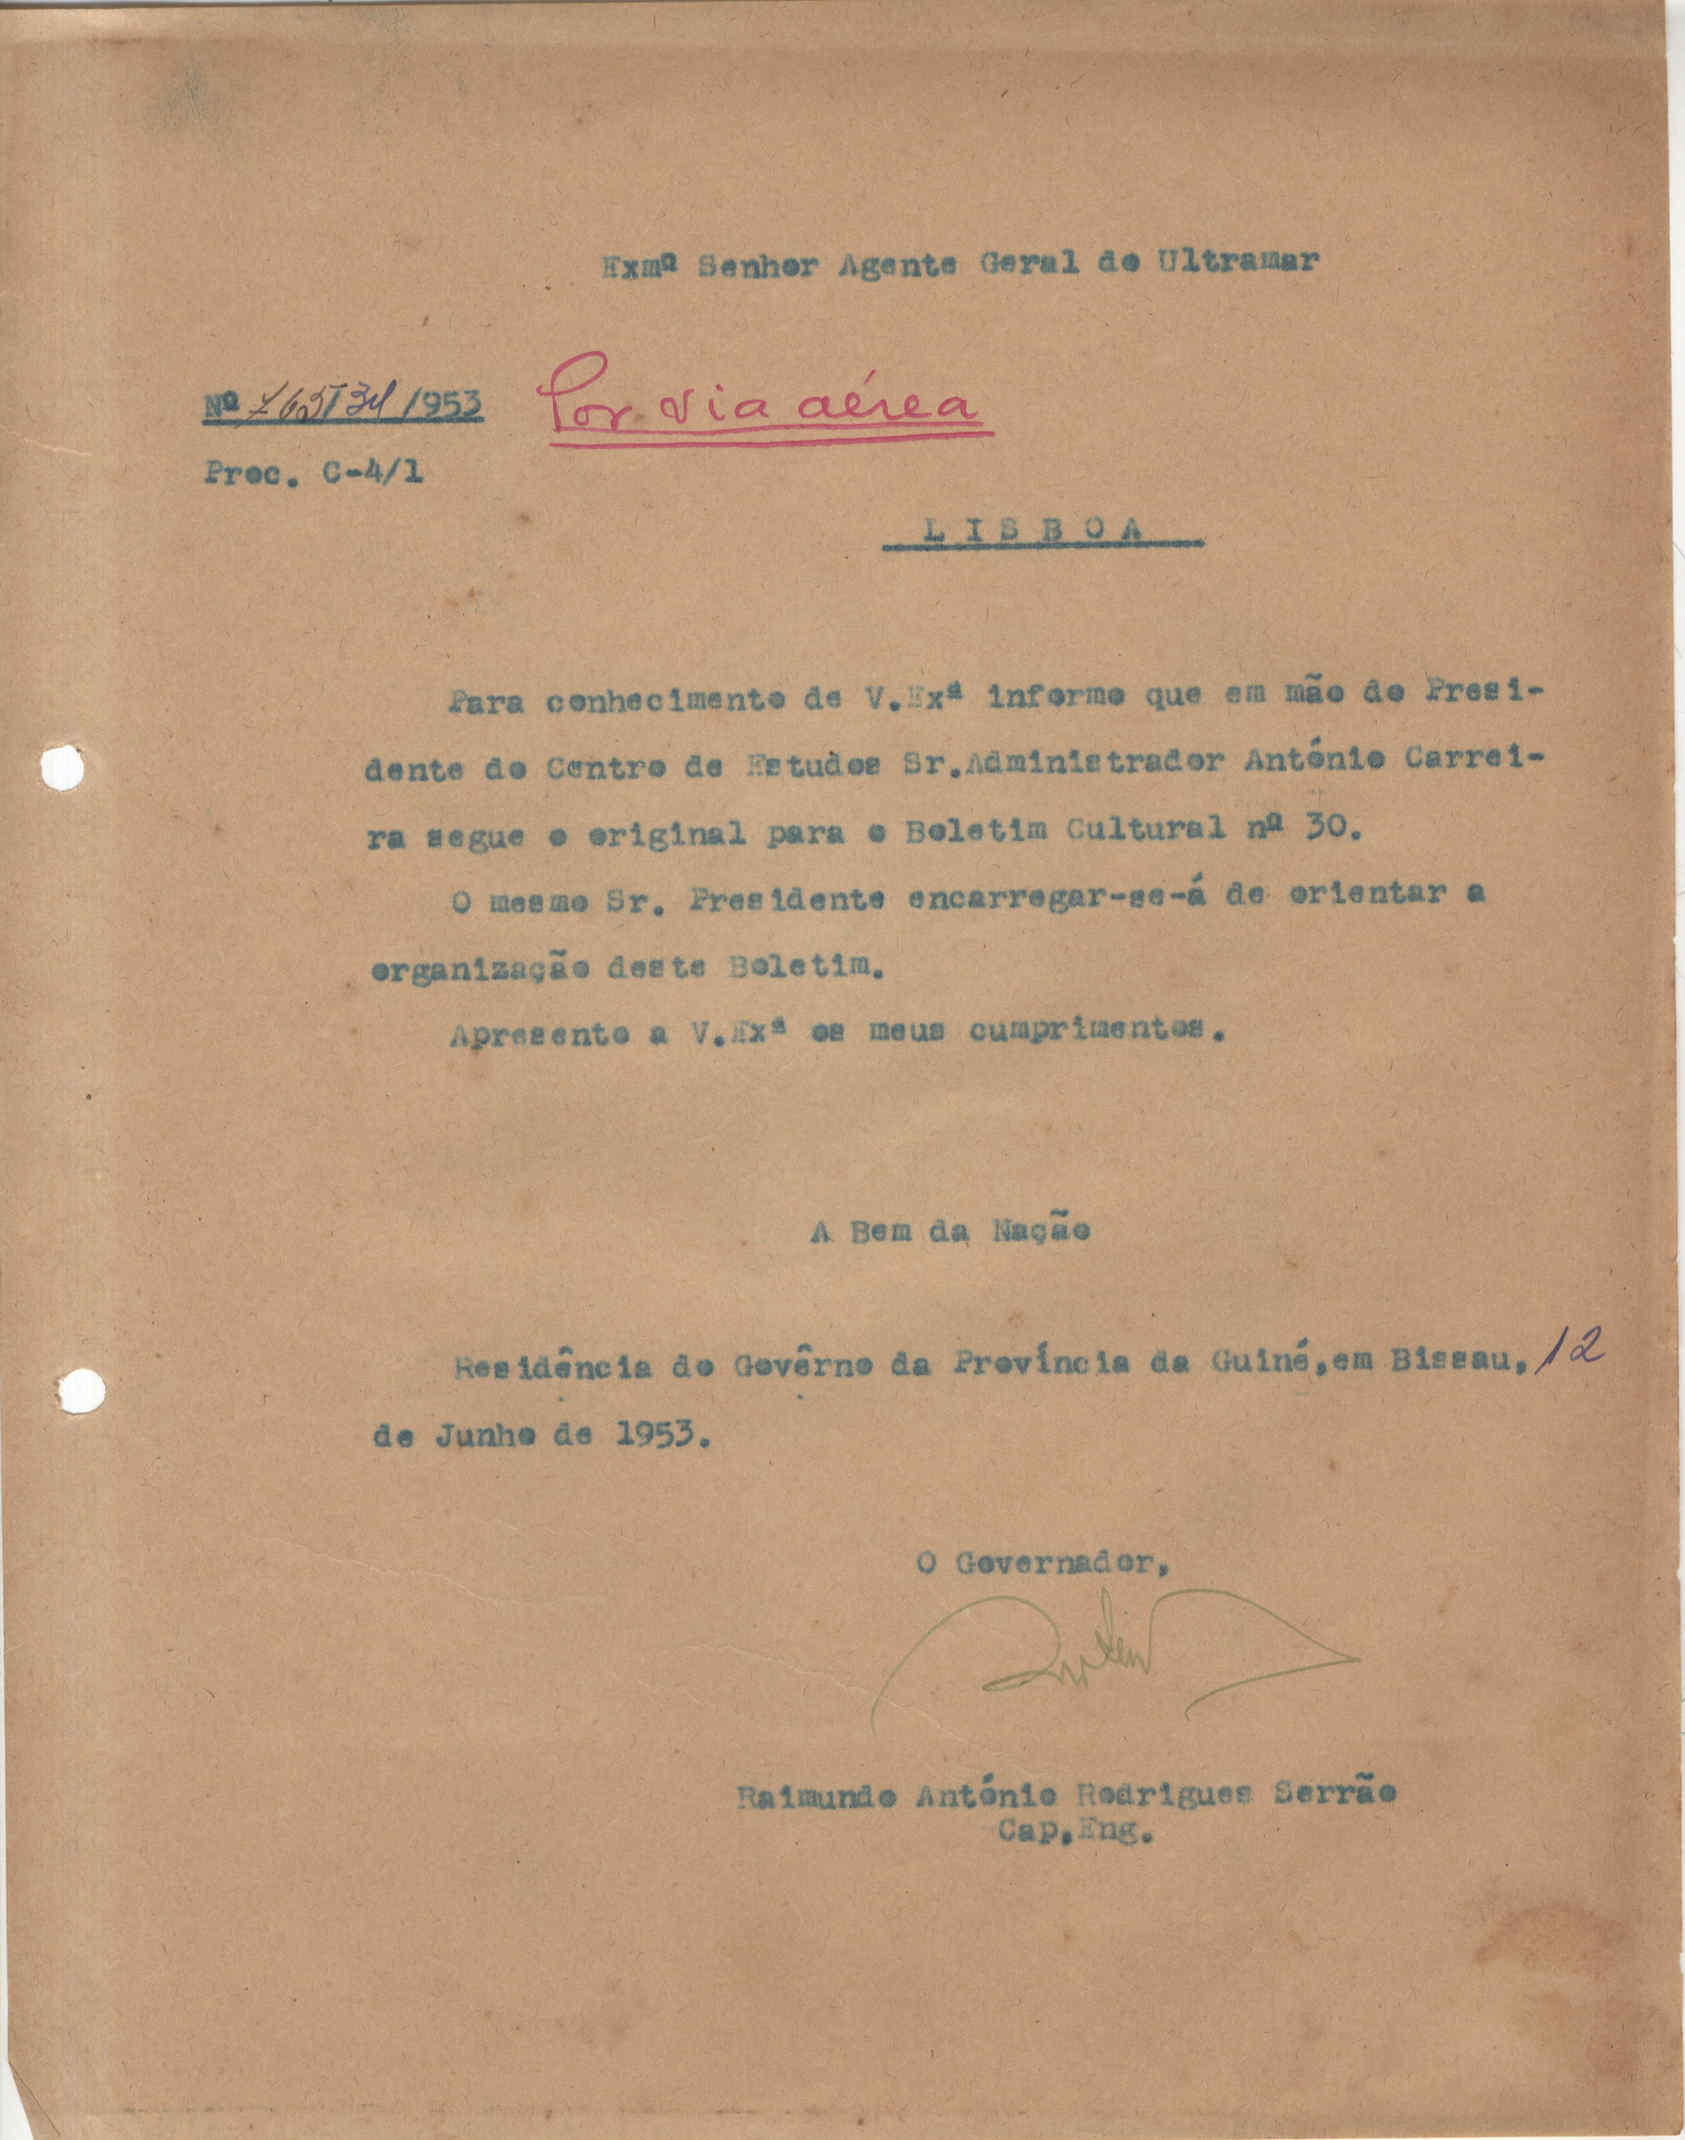 Exmº Senhor Agente Geral do Ultramar
Nº 765/34 /953 Por via aérea
Proc. C-4/1
LISBOA
Para conhecimento de V.Exª informo que em mão do Presi-
dente do Centro de Estudos Sr.Administrador António Carrei-
ra segue o original para o Boletim Cultural nº 30.
O mesmo Sr. Presidente encarregar-se-á de orientar a
organização deste Boletim.
Apresento a V.Exª os meus cumprimentos.
A Bem da Nação
Residência do Govêrno da Província da Guiné,em Bissau, 12
de Junho de 1953.
O Governador,
Raimundo António Rodrigues Serrão
Cap.Eng.